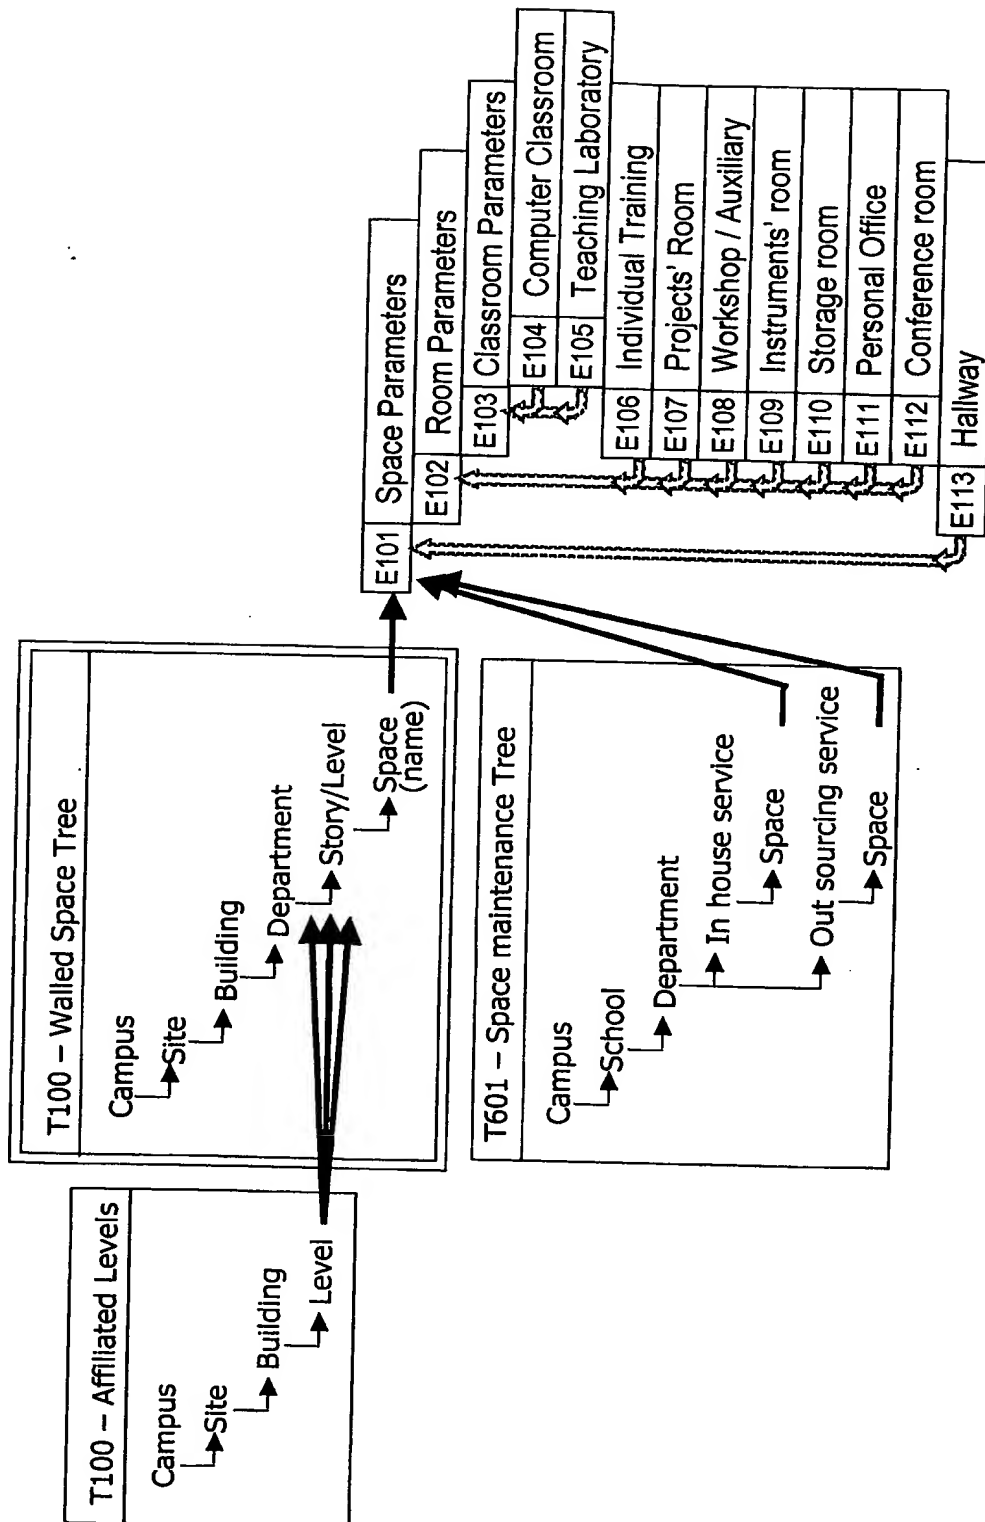 T100 – Affiliated Levels
Campus
Site
Building
Level
T100 – Walled Space Tree
Campus
Site
Building
Department
Story/Level
Space
(name)
T601 – Space maintenance Tree
Campus
School
Department
In house service
Space
Out sourcing service
Space
E101 Space Parameters
E102 Room Parameters
E103 Classroom Parameters
E104 Computer Classroom
E105 Teaching Laboratory
E106 Individual Training
E107 Projects' Room
E108 Workshop / Auxiliary
E109 Instruments' room
E110 Storage room
E111 Personal Office
E112 Conference room
E113 Hallway